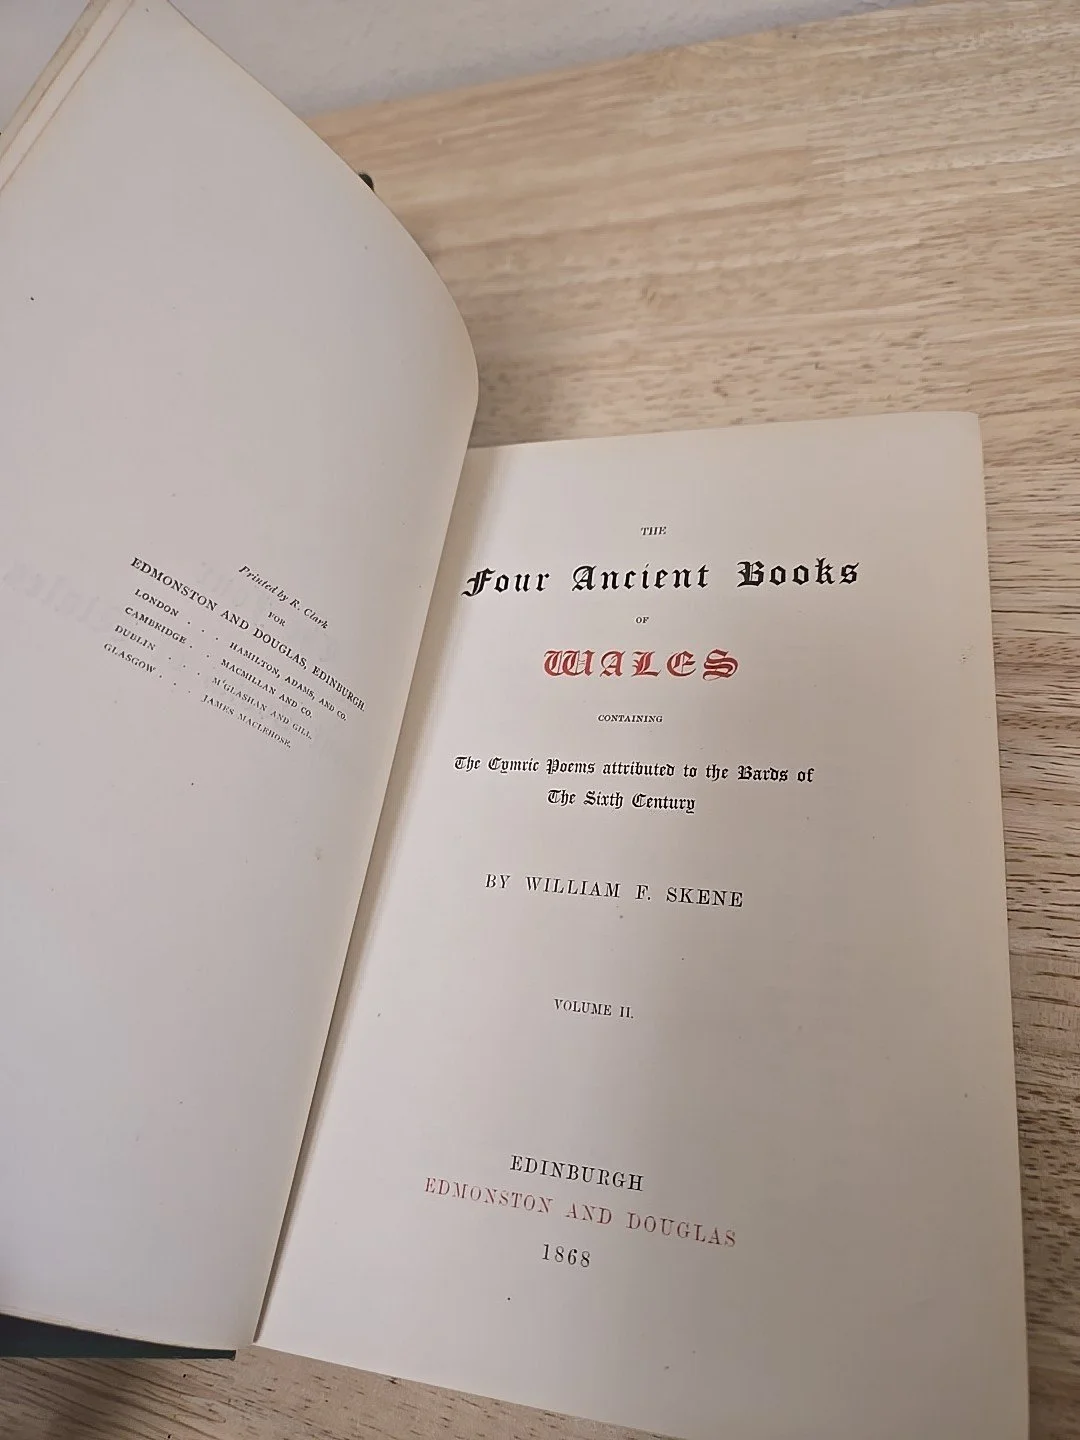 Printed by R. Clark
FOR
EDMONSTON AND DOUGLAS, EDINBURGH.
LONDON . . . HAMILTON, ADAMS, AND CO.
CAMBRIDGE . . MACMILLAN AND CO.
DUBLIN . . . M'GLASHAN AND GILL.
GLASGOW . . . JAMES MACLEHOSE.
THE
Four Ancient Books
OF
WALES
CONTAINING
The Cymric Poems attributed to the Bards of
The Sixth Century
BY WILLIAM F. SKENE
VOLUME II.
EDINBURGH
EDMONSTON AND DOUGLAS
1868